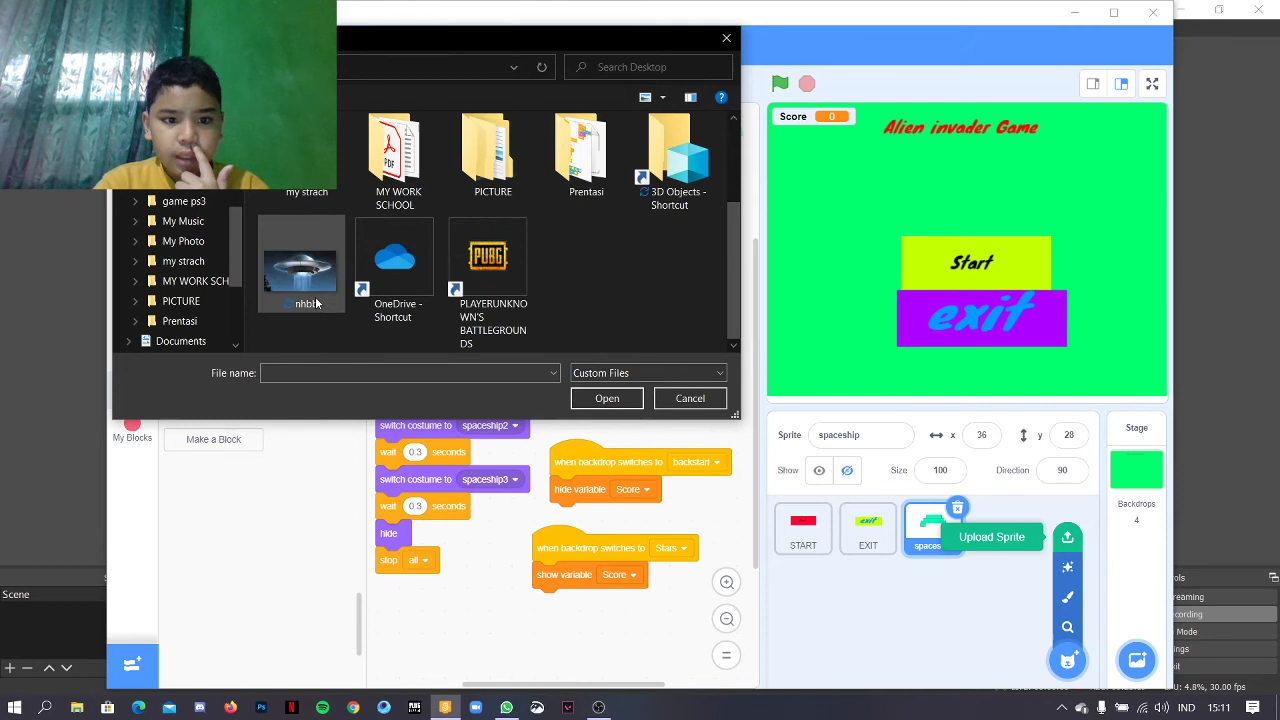 Search Desktop
my strach
MY WORK SCHOOL
PICTURE
Prentasi
3D Objects - Shortcut
nhbb
OneDrive - Shortcut
PUBG
PLAYERUNKNOWN'S BATTLEGROUNDS
game ps3
My Music
My Photo
my strach
MY WORK SCH
PICTURE
Prentasi
Documents
File name:
Custom Files
Open
Cancel
My Blocks
Make a Block
switch costume to spaceship2
wait 0.3 seconds
switch costume to spaceship3
wait 0.3 seconds
hide
stop all
when backdrop switches to backstart
hide variable Score
when backdrop switches to Stars
show variable Score
Score 0
Alien invader Game
Start
exit
Sprite spaceship x 36 y 28
Show Size 100 Direction 90
START
EXIT
spaces
Upload Sprite
Stage
Backdrops
4
Scene
15:11